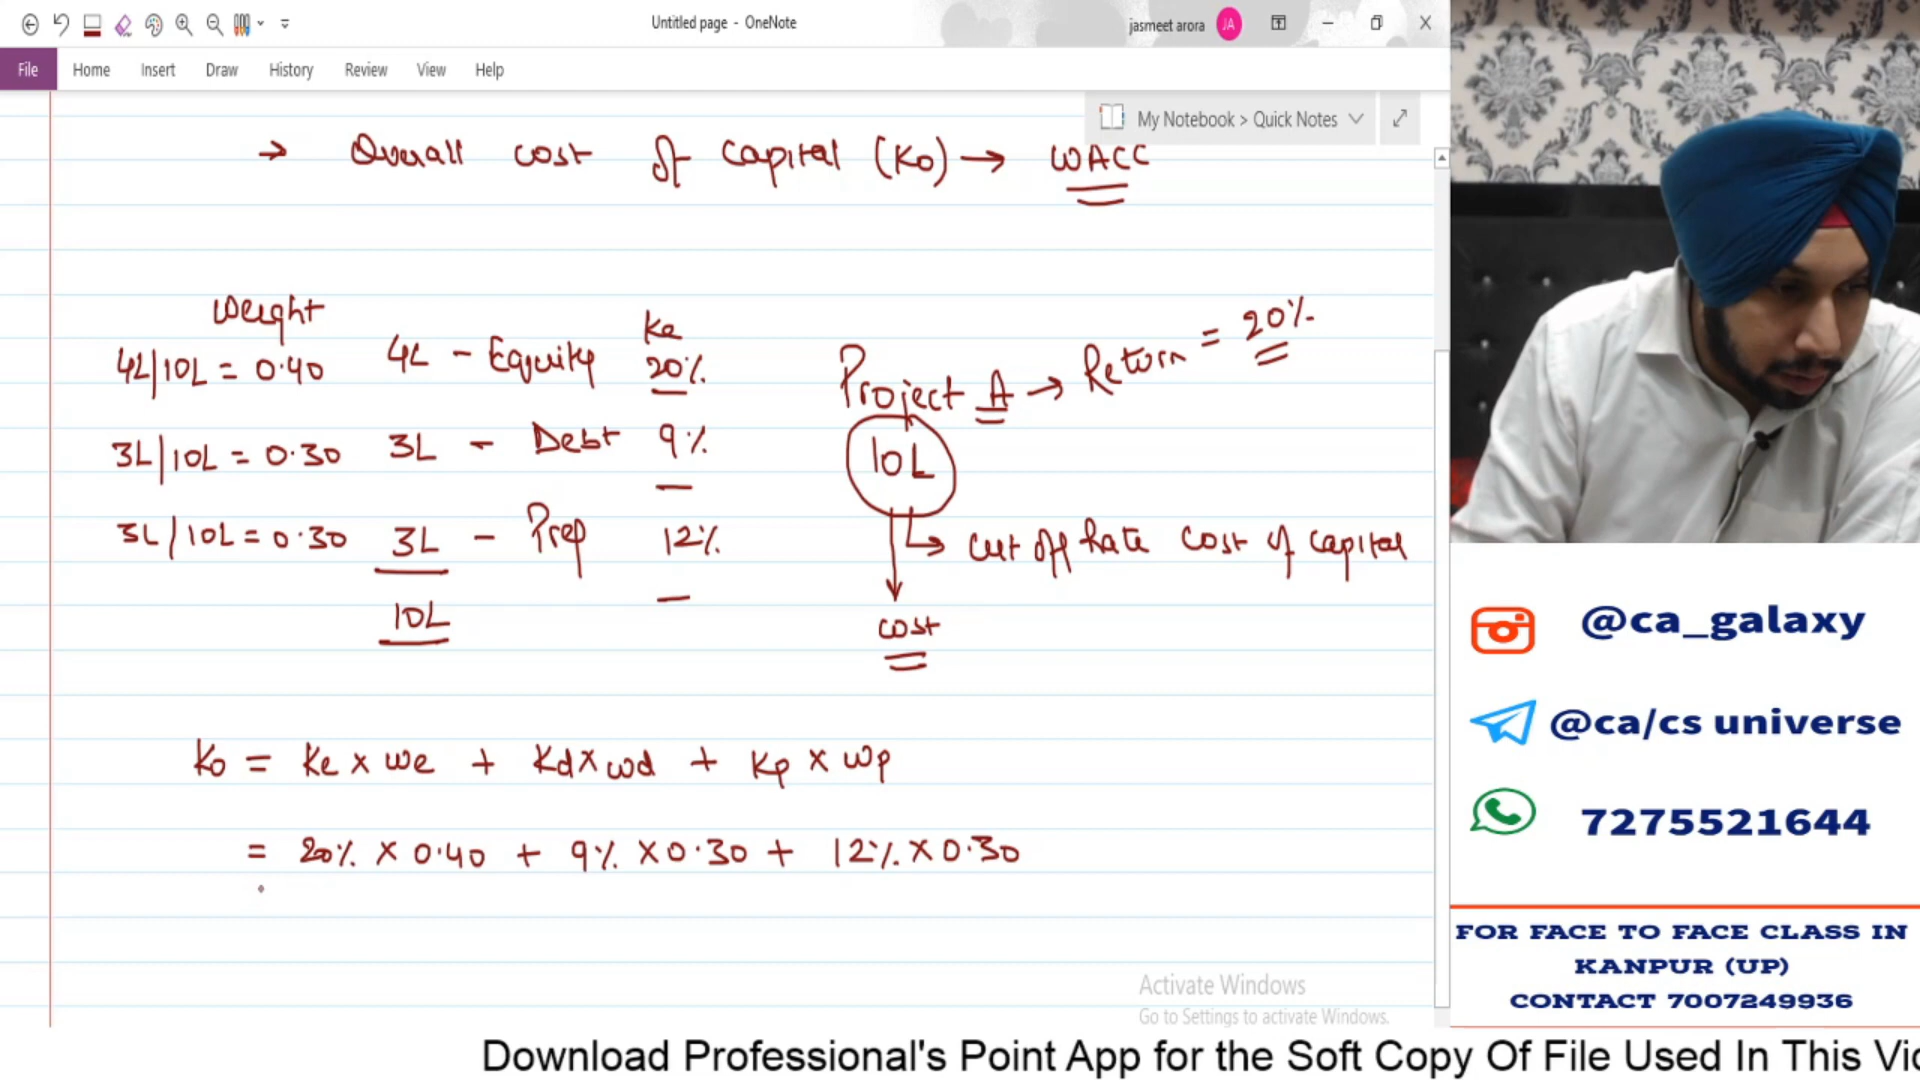 Untitled page - OneNote
jasmeet arora JA
File Home Insert Draw History Review View Help
My Notebook > Quick Notes
→ Overall cost of capital (Ko) → WACC
Weight
Ke
4L/10L = 0.40 4L - Equity 20%
3L/10L = 0.30 3L - Debt 9%
3L/10L = 0.30 3L - Pref 12%
10L
Project A → Return = 20%
10L
cut off Rate cost of capital
cost
Ko = Ke x we + Kd x wd + Kp x wp
= 20% x 0.40 + 9% x 0.30 + 12% x 0.30
Activate Windows
Go to Settings to activate Windows.
@ca_galaxy
@ca/cs universe
7275521644
FOR FACE TO FACE CLASS IN
KANPUR (UP)
CONTACT 7007249936
Download Professional's Point App for the Soft Copy Of File Used In This